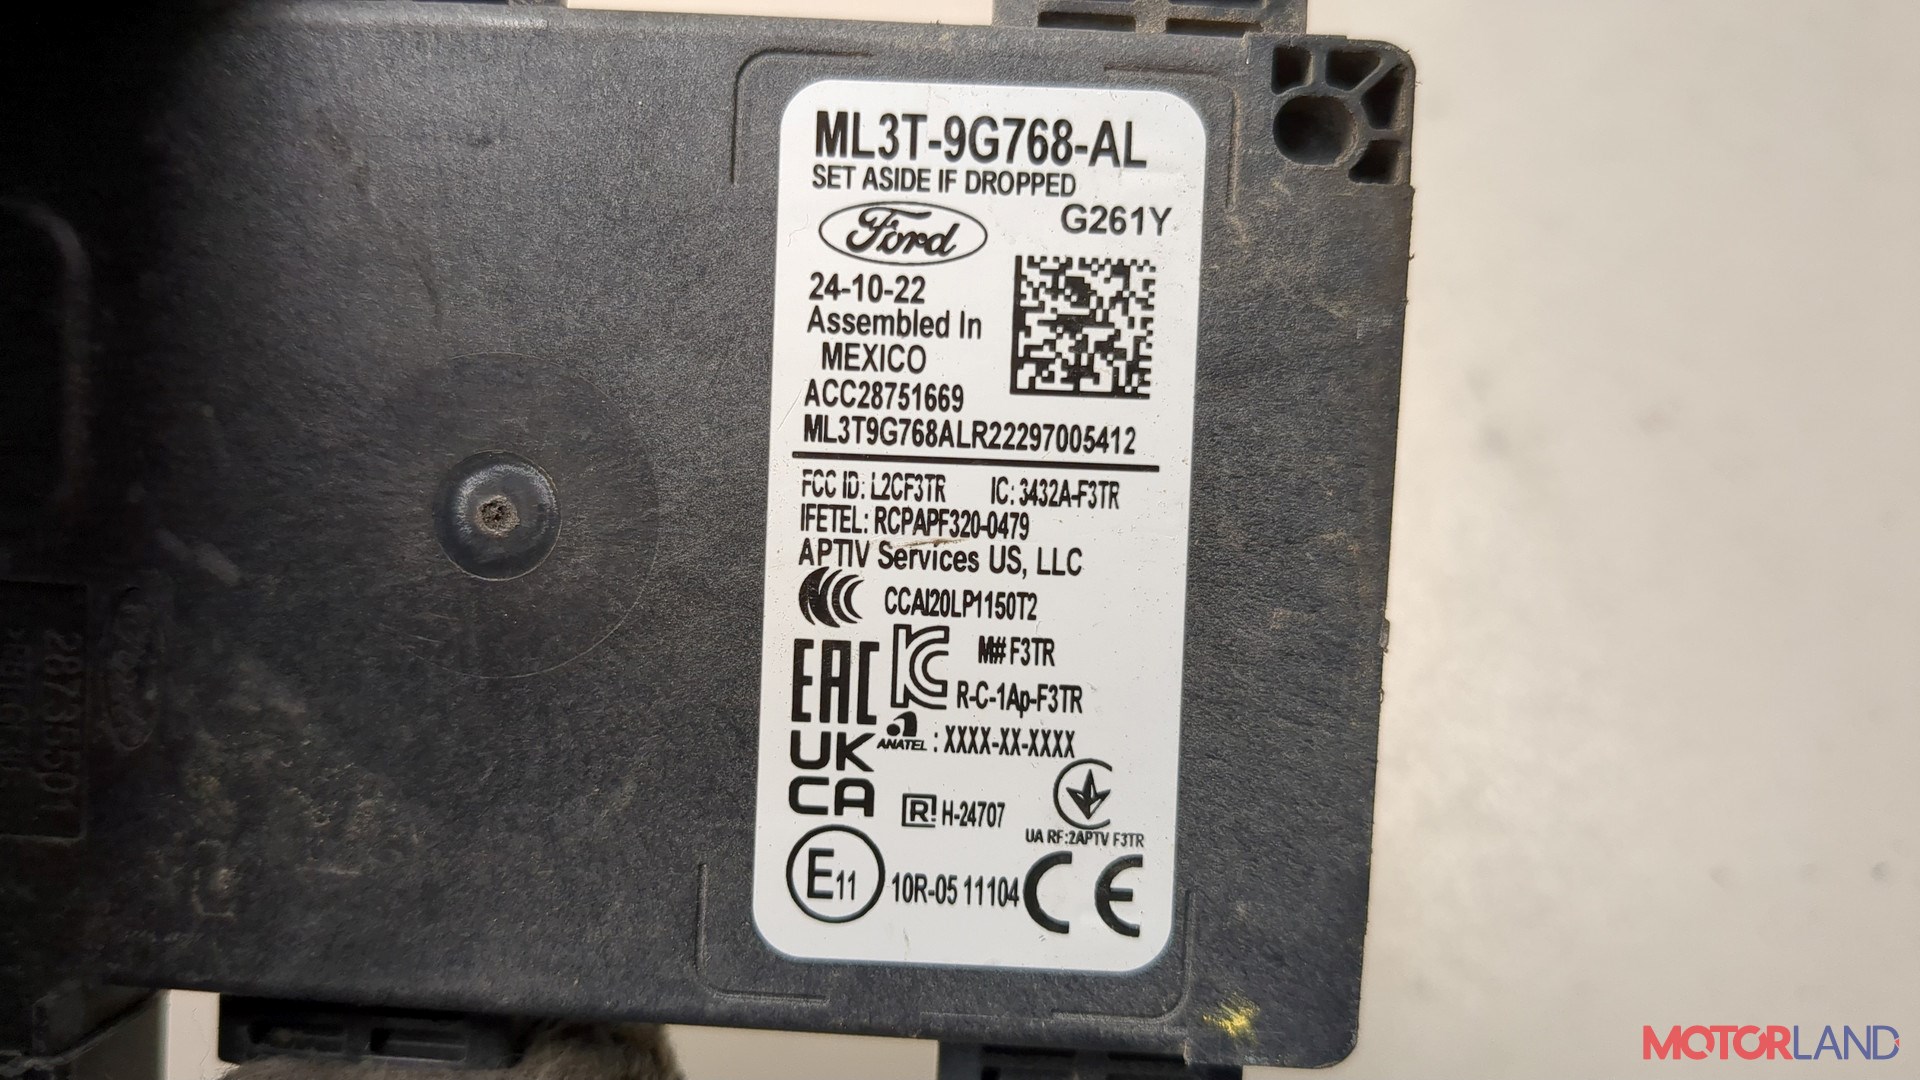 ML3T-9G768-AL
SET ASIDE IF DROPPED
Ford
G261Y
24-10-22
Assembled In
MEXICO
ACC28751669
ML3T9G768ALR22297005412
FCC ID: L2CF3TR IC: 3432A-F3TR
IFETEL: RCPAPF320-0479
APTIV Services US, LLC
CCAI20LP1150T2
EAC
M# F3TR
R-C-1Ap-F3TR
ANATEL : XXXX-XX-XXXX
UK
CA
R! H-24707
UA RF:2APTV F3TR
E11
10R-05 11104
CE
28735501
MOTORLAND